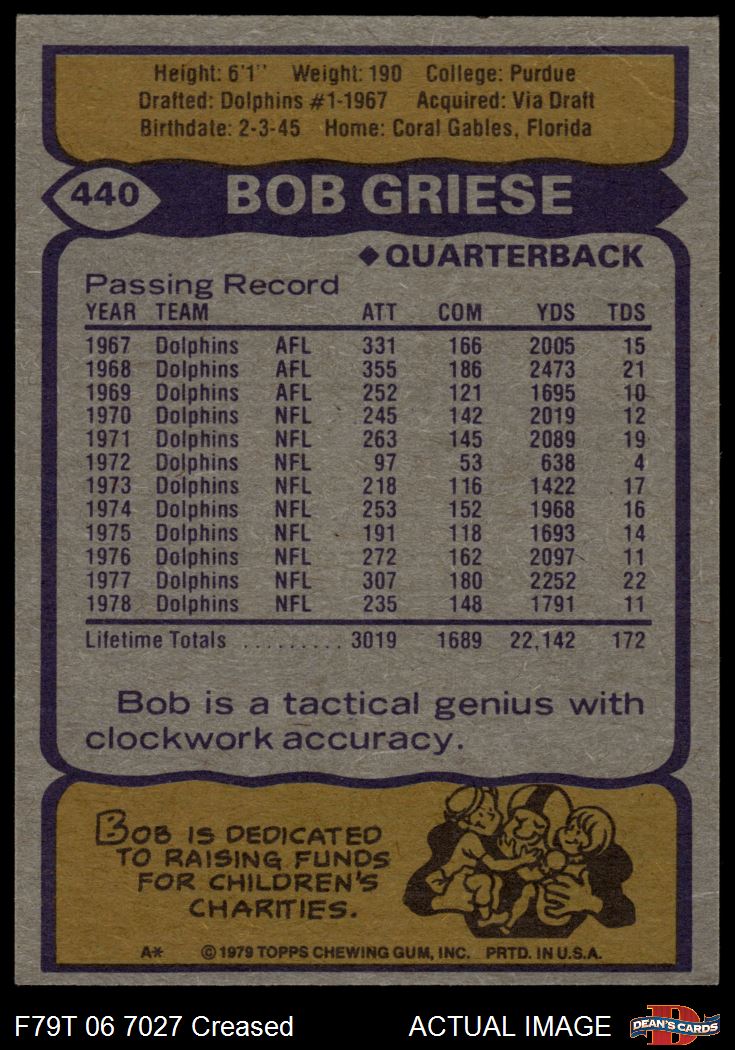 Height: 6'1" Weight: 190 College: Purdue
Drafted: Dolphins #1-1967 Acquired: Via Draft
Birthdate: 2-3-45 Home: Coral Gables, Florida
440 BOB GRIESE
◆QUARTERBACK
Passing Record
YEAR TEAM ATT COM YDS TDS
1967 Dolphins AFL 331 166 2005 15
1968 Dolphins AFL 355 186 2473 21
1969 Dolphins AFL 252 121 1695 10
1970 Dolphins NFL 245 142 2019 12
1971 Dolphins NFL 263 145 2089 19
1972 Dolphins NFL 97 53 638 4
1973 Dolphins NFL 218 116 1422 17
1974 Dolphins NFL 253 152 1968 16
1975 Dolphins NFL 191 118 1693 14
1976 Dolphins NFL 272 162 2097 11
1977 Dolphins NFL 307 180 2252 22
1978 Dolphins NFL 235 148 1791 11
Lifetime Totals ......... 3019 1689 22,142 172
Bob is a tactical genius with
clockwork accuracy.
BOB IS DEDICATED
TO RAISING FUNDS
FOR CHILDREN'S
CHARITIES.
A* ©1979 TOPPS CHEWING GUM, INC. PRTD. IN U.S.A.
F79T 06 7027 Creased ACTUAL IMAGE D DEAN'S CARDS